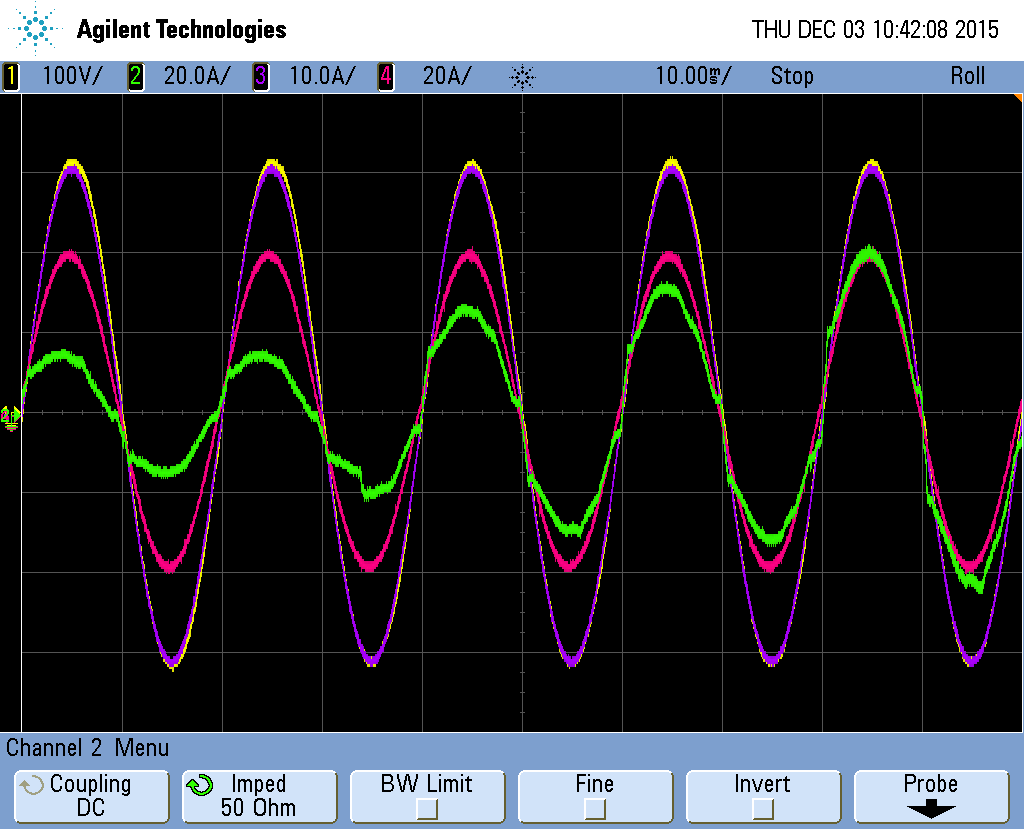 Agilent Technologies THU DEC 03 10:42:08 2015
1 100V/ 2 20.0A/ 3 10.0A/ 4 20A/ 10.00ms/ Stop Roll
Channel 2 Menu
Coupling Imped BW Limit Fine Invert Probe
DC 50 Ohm